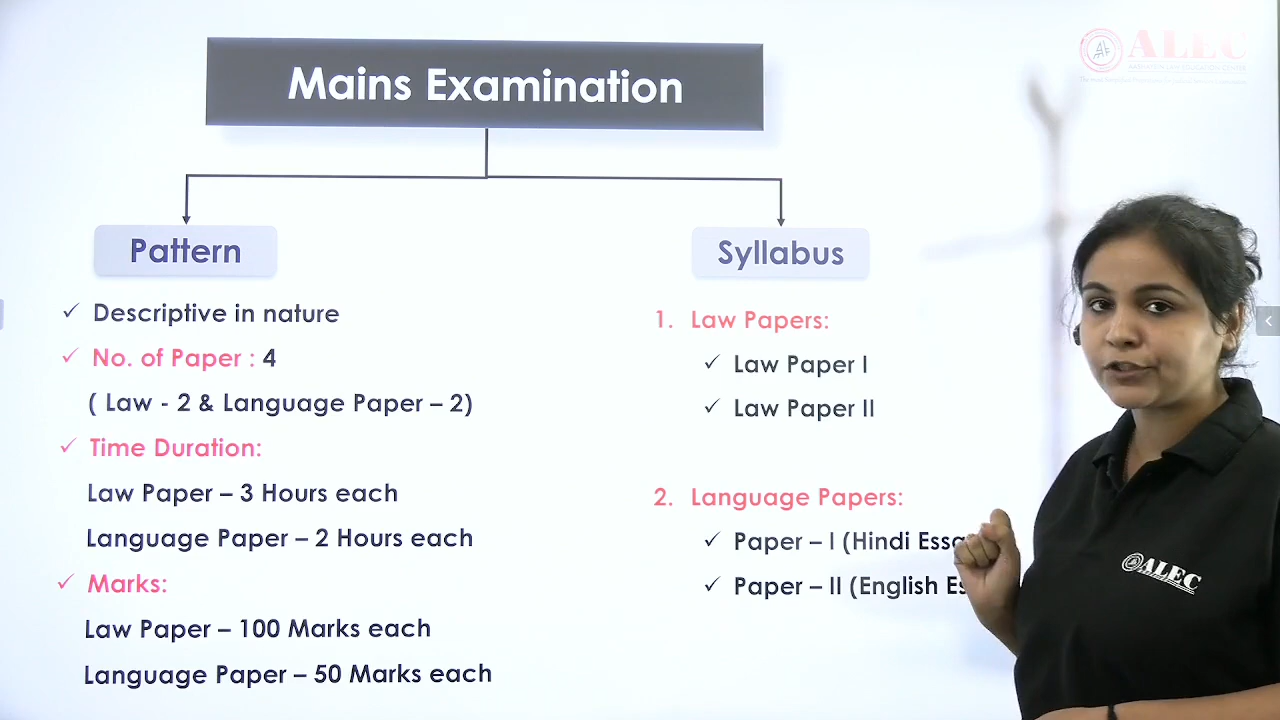 ALEC
Mains Examination
Pattern
✓ Descriptive in nature
✓ No. of Paper : 4
( Law - 2 & Language Paper – 2)
✓ Time Duration:
Law Paper – 3 Hours each
Language Paper – 2 Hours each
✓ Marks:
Law Paper – 100 Marks each
Language Paper – 50 Marks each
Syllabus
1. Law Papers:
✓ Law Paper I
✓ Law Paper II
2. Language Papers:
✓ Paper – I (Hindi
✓ Paper – II (English
ALEC